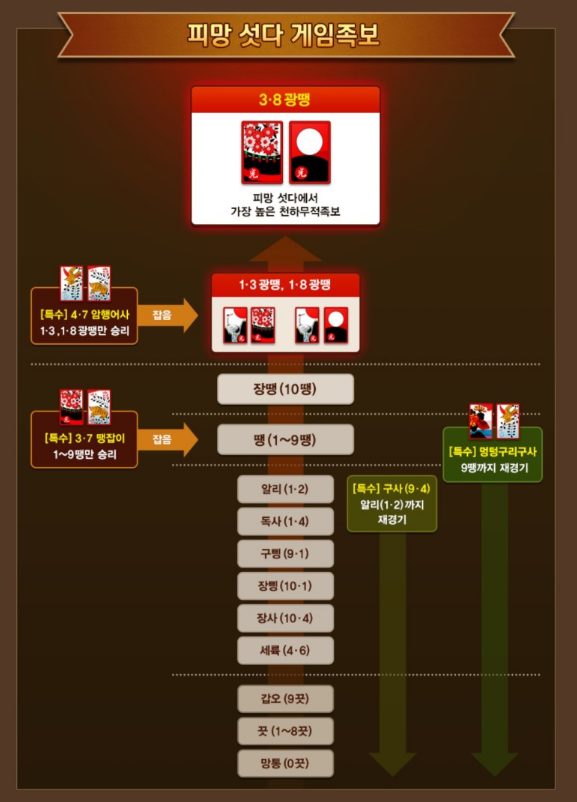 피망 섯다 게임족보
3·8 광땡
피망 섯다에서
가장 높은 천하무적족보
1·3 광땡, 1·8 광땡
[특수] 4·7 암행어사
1·3,1·8광땡만 승리
잡음
장땡 (10땡)
[특수] 3·7 땡잡이
1~9땡만 승리
잡음
땡 (1~9땡)
[특수] 멍텅구리구사
9땡까지 재경기
알리 (1·2)
[특수] 구사 (9·4)
알리(1·2)까지
재경기
독사 (1·4)
구삥 (9·1)
장삥 (10·1)
장사 (10·4)
세륙 (4·6)
갑오 (9끗)
끗 (1~8끗)
망통 (0끗)